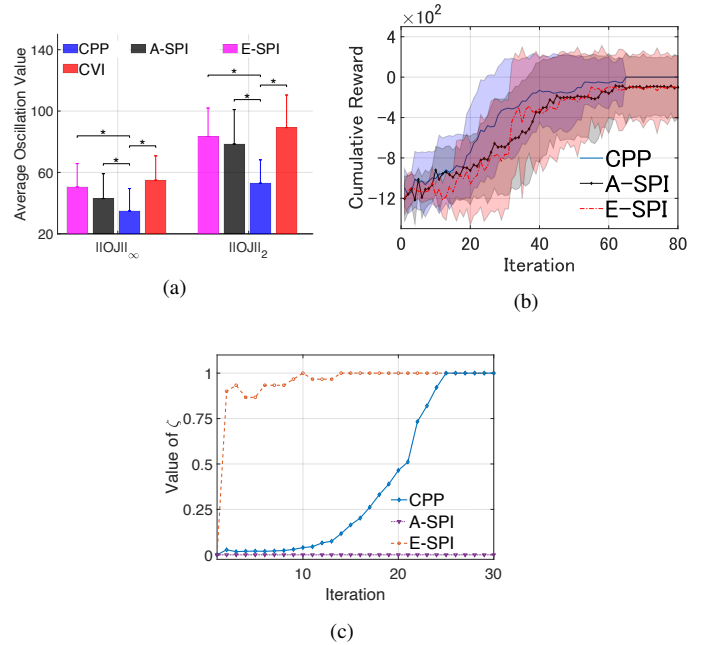 Average Oscillation Value
140
100
60
20
CPP A-SPI E-SPI
CVI
* * * *
* *
||OJ||∞ ||OJ||2
(a)
×10²
Cumulative Reward
4
0
−4
−8
−12
CPP
A−SPI
E−SPI
0 20 40 60 80
Iteration
(b)
Value of ζ
1
0.75
0.5
0.25
0
CPP
A-SPI
E-SPI
10 20 30
Iteration
(c)